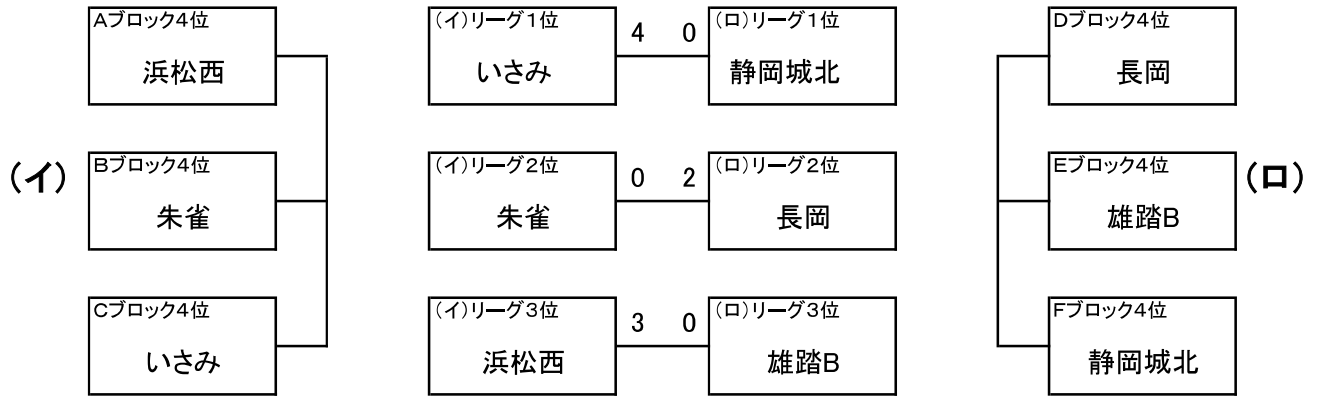 Aブロック4位
浜松西
(イ)リーグ1位
いさみ
4 0
(ロ)リーグ1位
静岡城北
Dブロック4位
長岡
(イ)
Bブロック4位
朱雀
(イ)リーグ2位
朱雀
0 2
(ロ)リーグ2位
長岡
Eブロック4位
雄踏B
(ロ)
Cブロック4位
いさみ
(イ)リーグ3位
浜松西
3 0
(ロ)リーグ3位
雄踏B
Fブロック4位
静岡城北